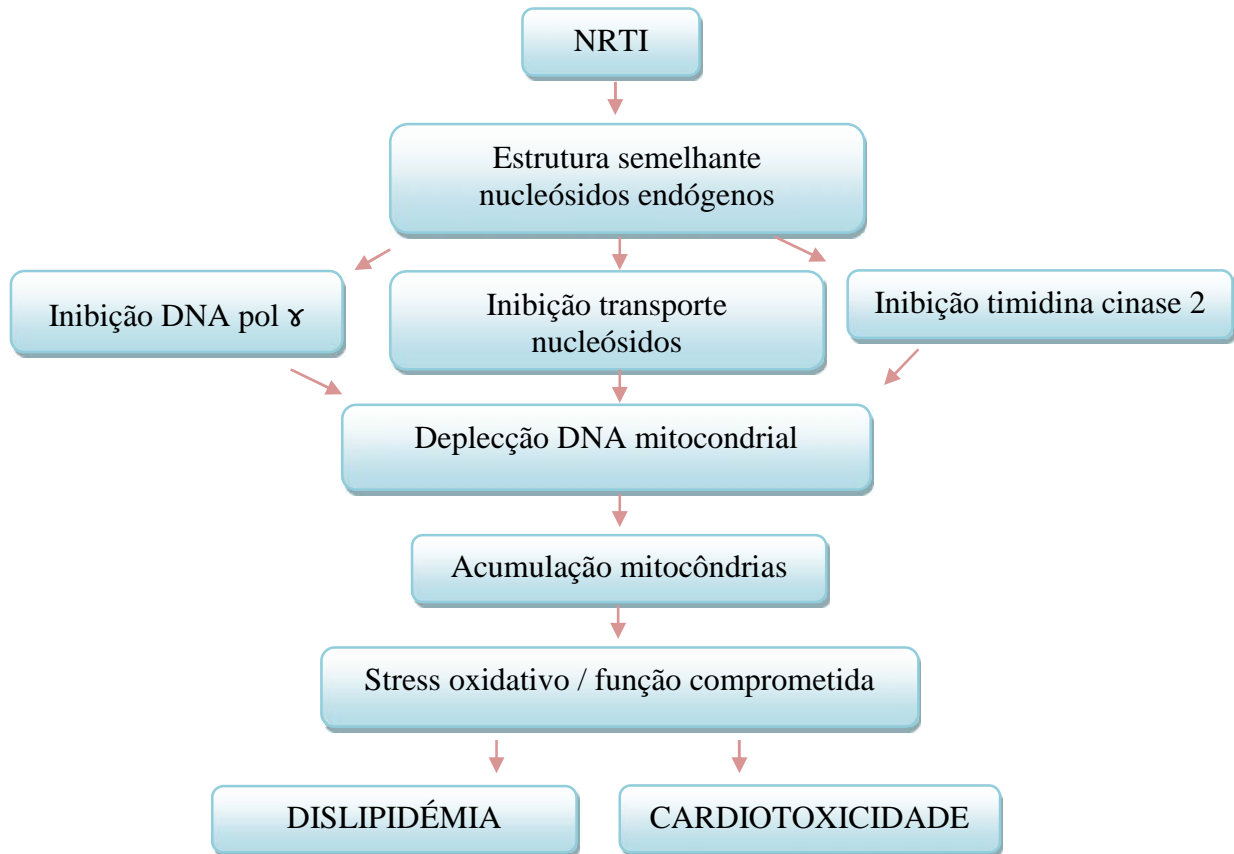 NRTI
Estrutura semelhante
nucleósidos endógenos
Inibição DNA pol ɤ
Inibição transporte
nucleósidos
Inibição timidina cinase 2
Deplecção DNA mitocondrial
Acumulação mitocôndrias
Stress oxidativo / função comprometida
DISLIPIDÉMIA
CARDIOTOXICIDADE